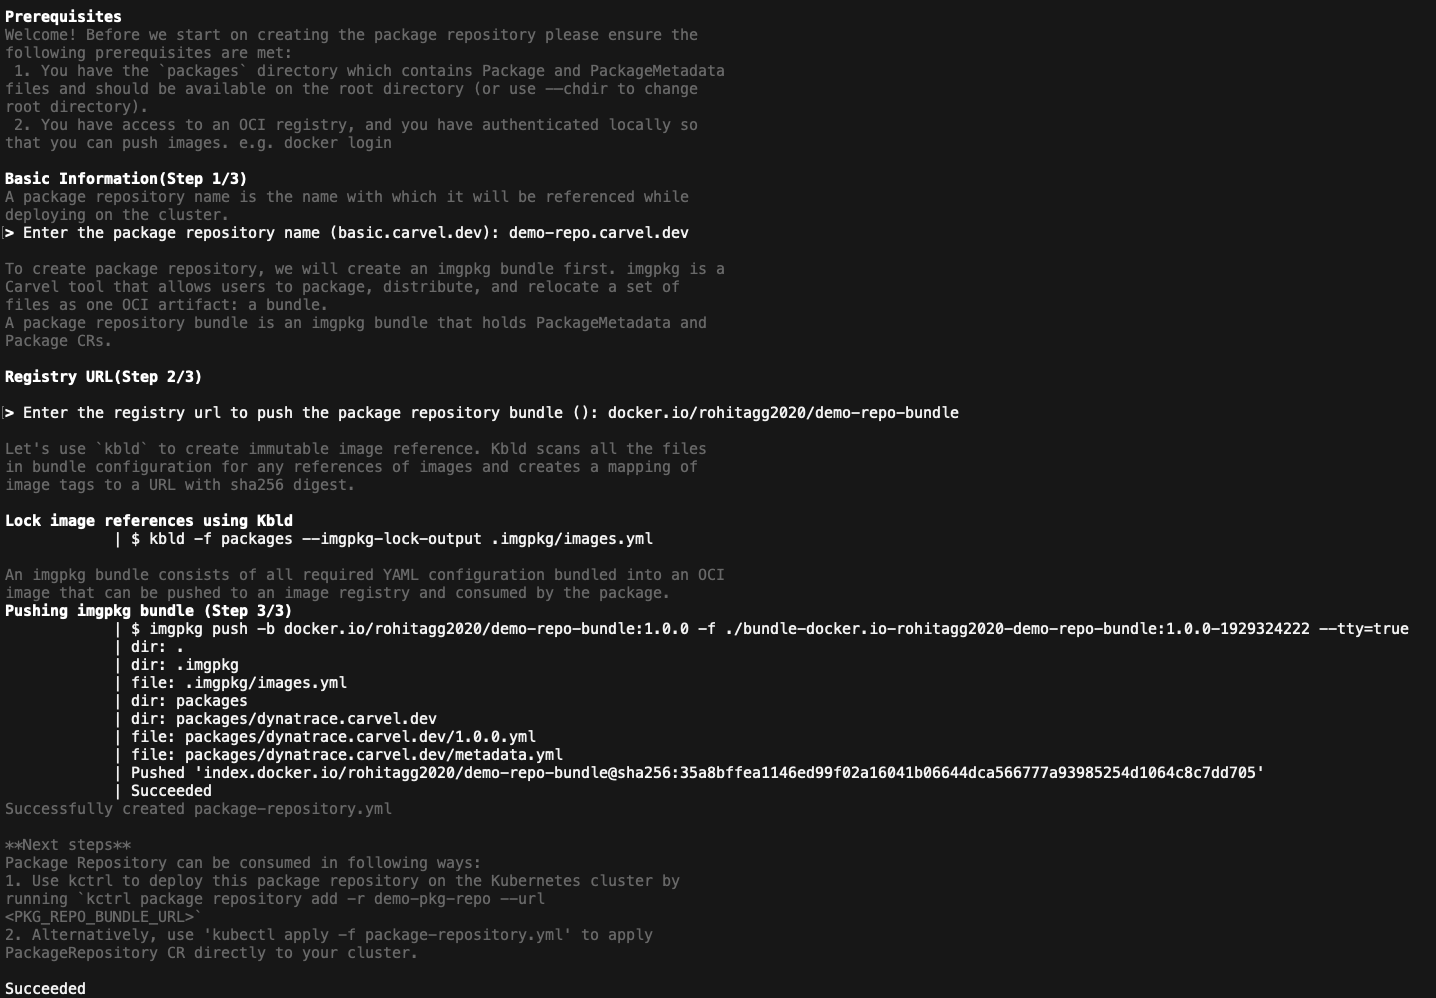 Prerequisites
Welcome! Before we start on creating the package repository please ensure the
following prerequisites are met:
 1. You have the `packages` directory which contains Package and PackageMetadata
files and should be available on the root directory (or use --chdir to change
root directory).
 2. You have access to an OCI registry, and you have authenticated locally so
that you can push images. e.g. docker login

Basic Information(Step 1/3)
A package repository name is the name with which it will be referenced while
deploying on the cluster.
> Enter the package repository name (basic.carvel.dev): demo-repo.carvel.dev

To create package repository, we will create an imgpkg bundle first. imgpkg is a
Carvel tool that allows users to package, distribute, and relocate a set of
files as one OCI artifact: a bundle.
A package repository bundle is an imgpkg bundle that holds PackageMetadata and
Package CRs.

Registry URL(Step 2/3)

> Enter the registry url to push the package repository bundle (): docker.io/rohitagg2020/demo-repo-bundle

Let's use `kbld` to create immutable image reference. Kbld scans all the files
in bundle configuration for any references of images and creates a mapping of
image tags to a URL with sha256 digest.

Lock image references using Kbld
            | $ kbld -f packages --imgpkg-lock-output .imgpkg/images.yml

An imgpkg bundle consists of all required YAML configuration bundled into an OCI
image that can be pushed to an image registry and consumed by the package.
Pushing imgpkg bundle (Step 3/3)
            | $ imgpkg push -b docker.io/rohitagg2020/demo-repo-bundle:1.0.0 -f ./bundle-docker.io-rohitagg2020-demo-repo-bundle:1.0.0-1929324222 --tty=true
            | dir: .
            | dir: .imgpkg
            | file: .imgpkg/images.yml
            | dir: packages
            | dir: packages/dynatrace.carvel.dev
            | file: packages/dynatrace.carvel.dev/1.0.0.yml
            | file: packages/dynatrace.carvel.dev/metadata.yml
            | Pushed 'index.docker.io/rohitagg2020/demo-repo-bundle@sha256:35a8bffea1146ed99f02a16041b06644dca566777a93985254d1064c8c7dd705'
            | Succeeded
Successfully created package-repository.yml

**Next steps**
Package Repository can be consumed in following ways:
1. Use kctrl to deploy this package repository on the Kubernetes cluster by
running `kctrl package repository add -r demo-pkg-repo --url
<PKG_REPO_BUNDLE_URL>`
2. Alternatively, use 'kubectl apply -f package-repository.yml' to apply
PackageRepository CR directly to your cluster.

Succeeded